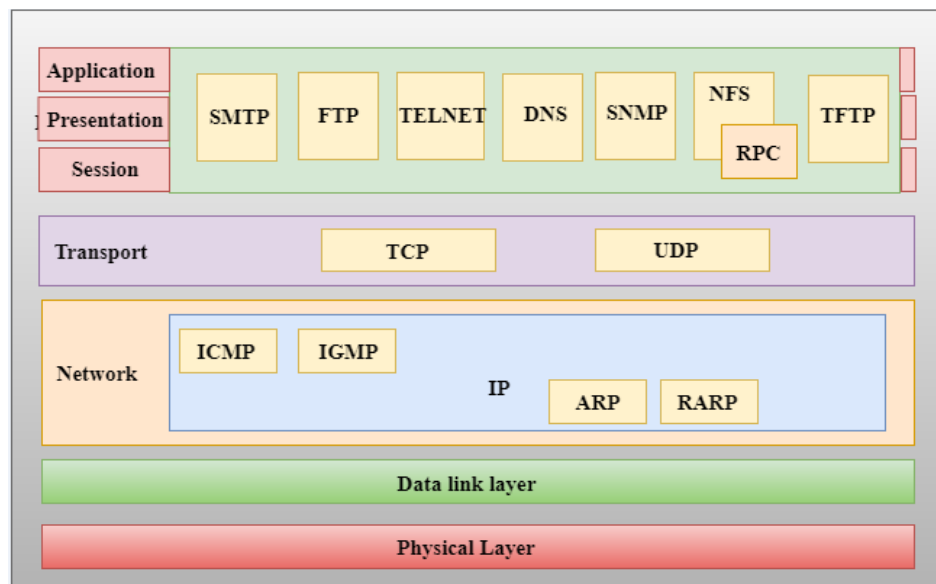 Application
Presentation
Session
SMTP
FTP
TELNET
DNS
SNMP
NFS
RPC
TFTP
Transport
TCP
UDP
Network
ICMP
IGMP
IP
ARP
RARP
Data link layer
Physical Layer